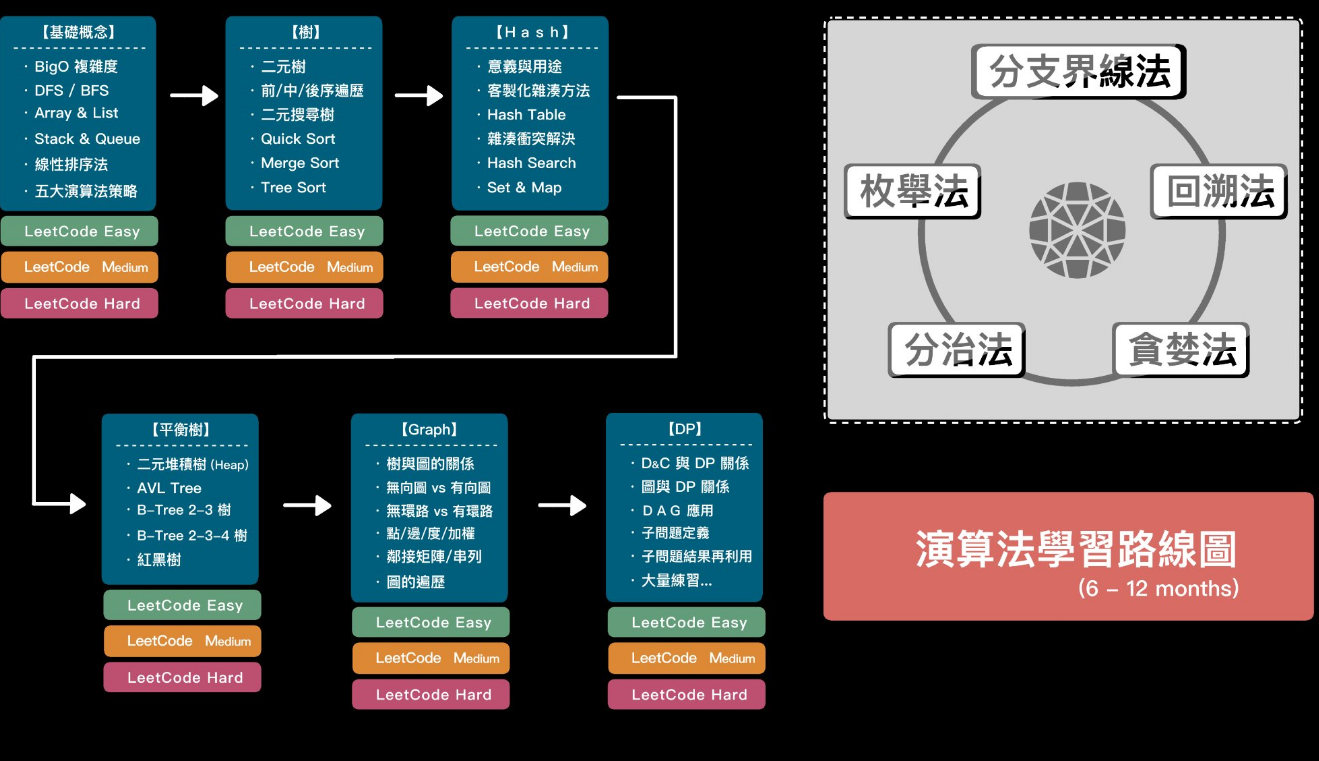 【基礎概念】
· BigO 複雜度
· DFS / BFS
· Array & List
· Stack & Queue
· 線性排序法
· 五大演算法策略
LeetCode Easy
LeetCode Medium
LeetCode Hard
【樹】
· 二元樹
· 前/中/後序遍歷
· 二元搜尋樹
· Quick Sort
· Merge Sort
· Tree Sort
LeetCode Easy
LeetCode Medium
LeetCode Hard
【Hash】
· 意義與用途
· 客製化雜湊方法
· Hash Table
· 雜湊衝突解決
· Hash Search
· Set & Map
LeetCode Easy
LeetCode Medium
LeetCode Hard
【平衡樹】
· 二元堆積樹 (Heap)
· AVL Tree
· B-Tree 2-3 樹
· B-Tree 2-3-4 樹
· 紅黑樹
LeetCode Easy
LeetCode Medium
LeetCode Hard
【Graph】
· 樹與圖的關係
· 無向圖 vs 有向圖
· 無環路 vs 有環路
· 點/邊/度/加權
· 鄰接矩陣/串列
· 圖的遍歷
LeetCode Easy
LeetCode Medium
LeetCode Hard
【DP】
· D&C 與 DP 關係
· 圖與 DP 關係
· DAG 應用
· 子問題定義
· 子問題結果再利用
· 大量練習...
LeetCode Easy
LeetCode Medium
LeetCode Hard
分支界線法
枚舉法
回溯法
分治法
貪婪法
演算法學習路線圖
(6 – 12 months)